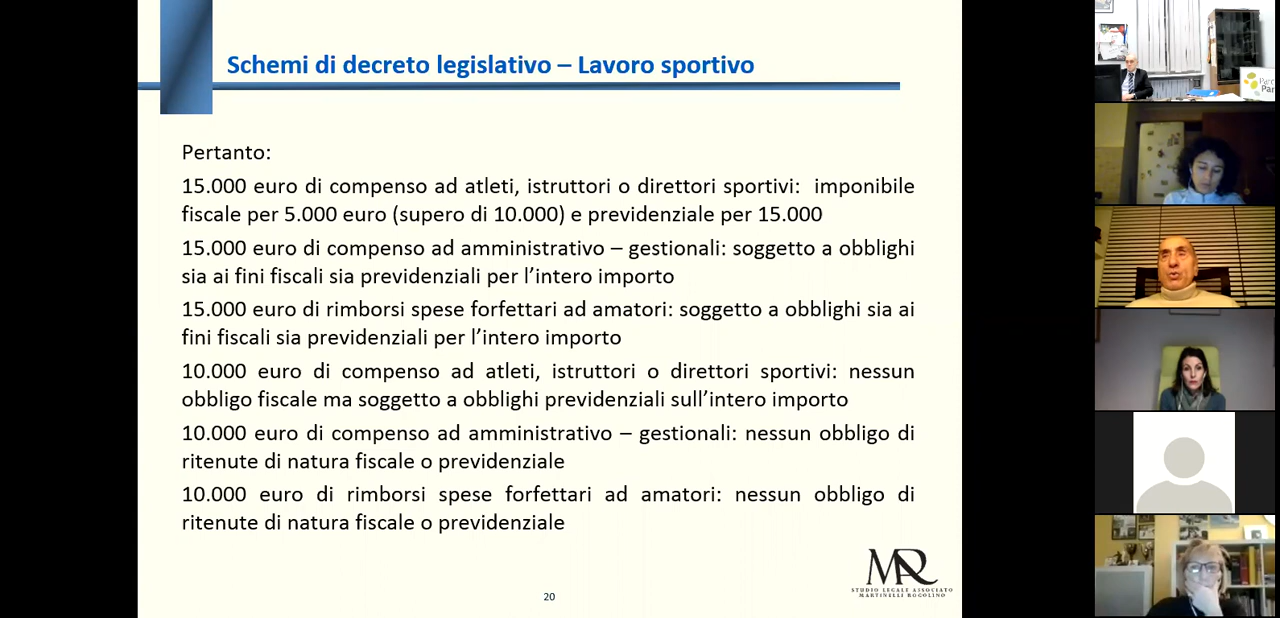 Schemi di decreto legislativo – Lavoro sportivo
Pertanto:
15.000 euro di compenso ad atleti, istruttori o direttori sportivi: imponibile
fiscale per 5.000 euro (supero di 10.000) e previdenziale per 15.000
15.000 euro di compenso ad amministrativo – gestionali: soggetto a obblighi
sia ai fini fiscali sia previdenziali per l’intero importo
15.000 euro di rimborsi spese forfettari ad amatori: soggetto a obblighi sia ai
fini fiscali sia previdenziali per l’intero importo
10.000 euro di compenso ad atleti, istruttori o direttori sportivi: nessun
obbligo fiscale ma soggetto a obblighi previdenziali sull’intero importo
10.000 euro di compenso ad amministrativo – gestionali: nessun obbligo di
ritenute di natura fiscale o previdenziale
10.000 euro di rimborsi spese forfettari ad amatori: nessun obbligo di
ritenute di natura fiscale o previdenziale
MR
STUDIO LEGALE ASSOCIATO
MARTINELLI ROGOLINO
20